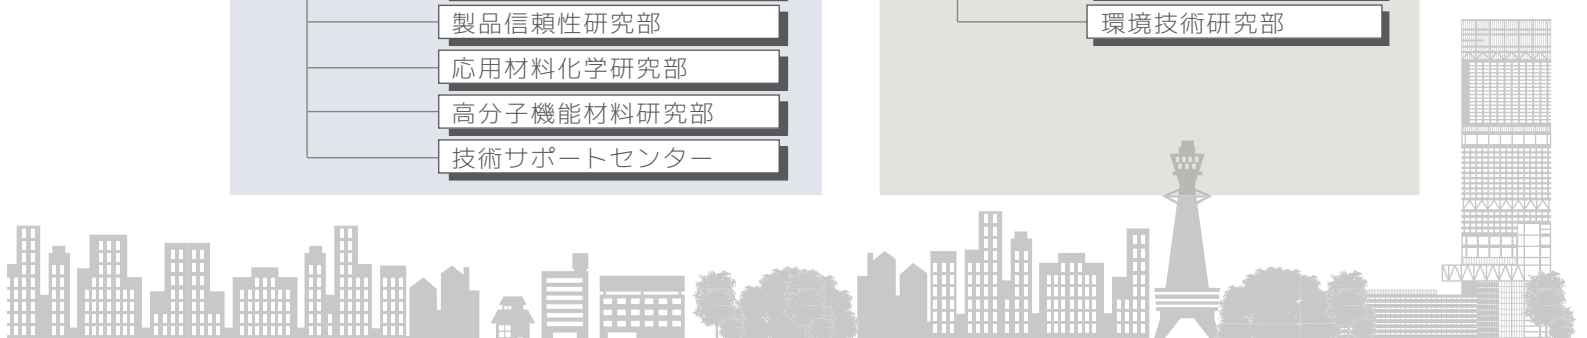 製品信頼性研究部
応用材料化学研究部
高分子機能材料研究部
技術サポートセンター
環境技術研究部